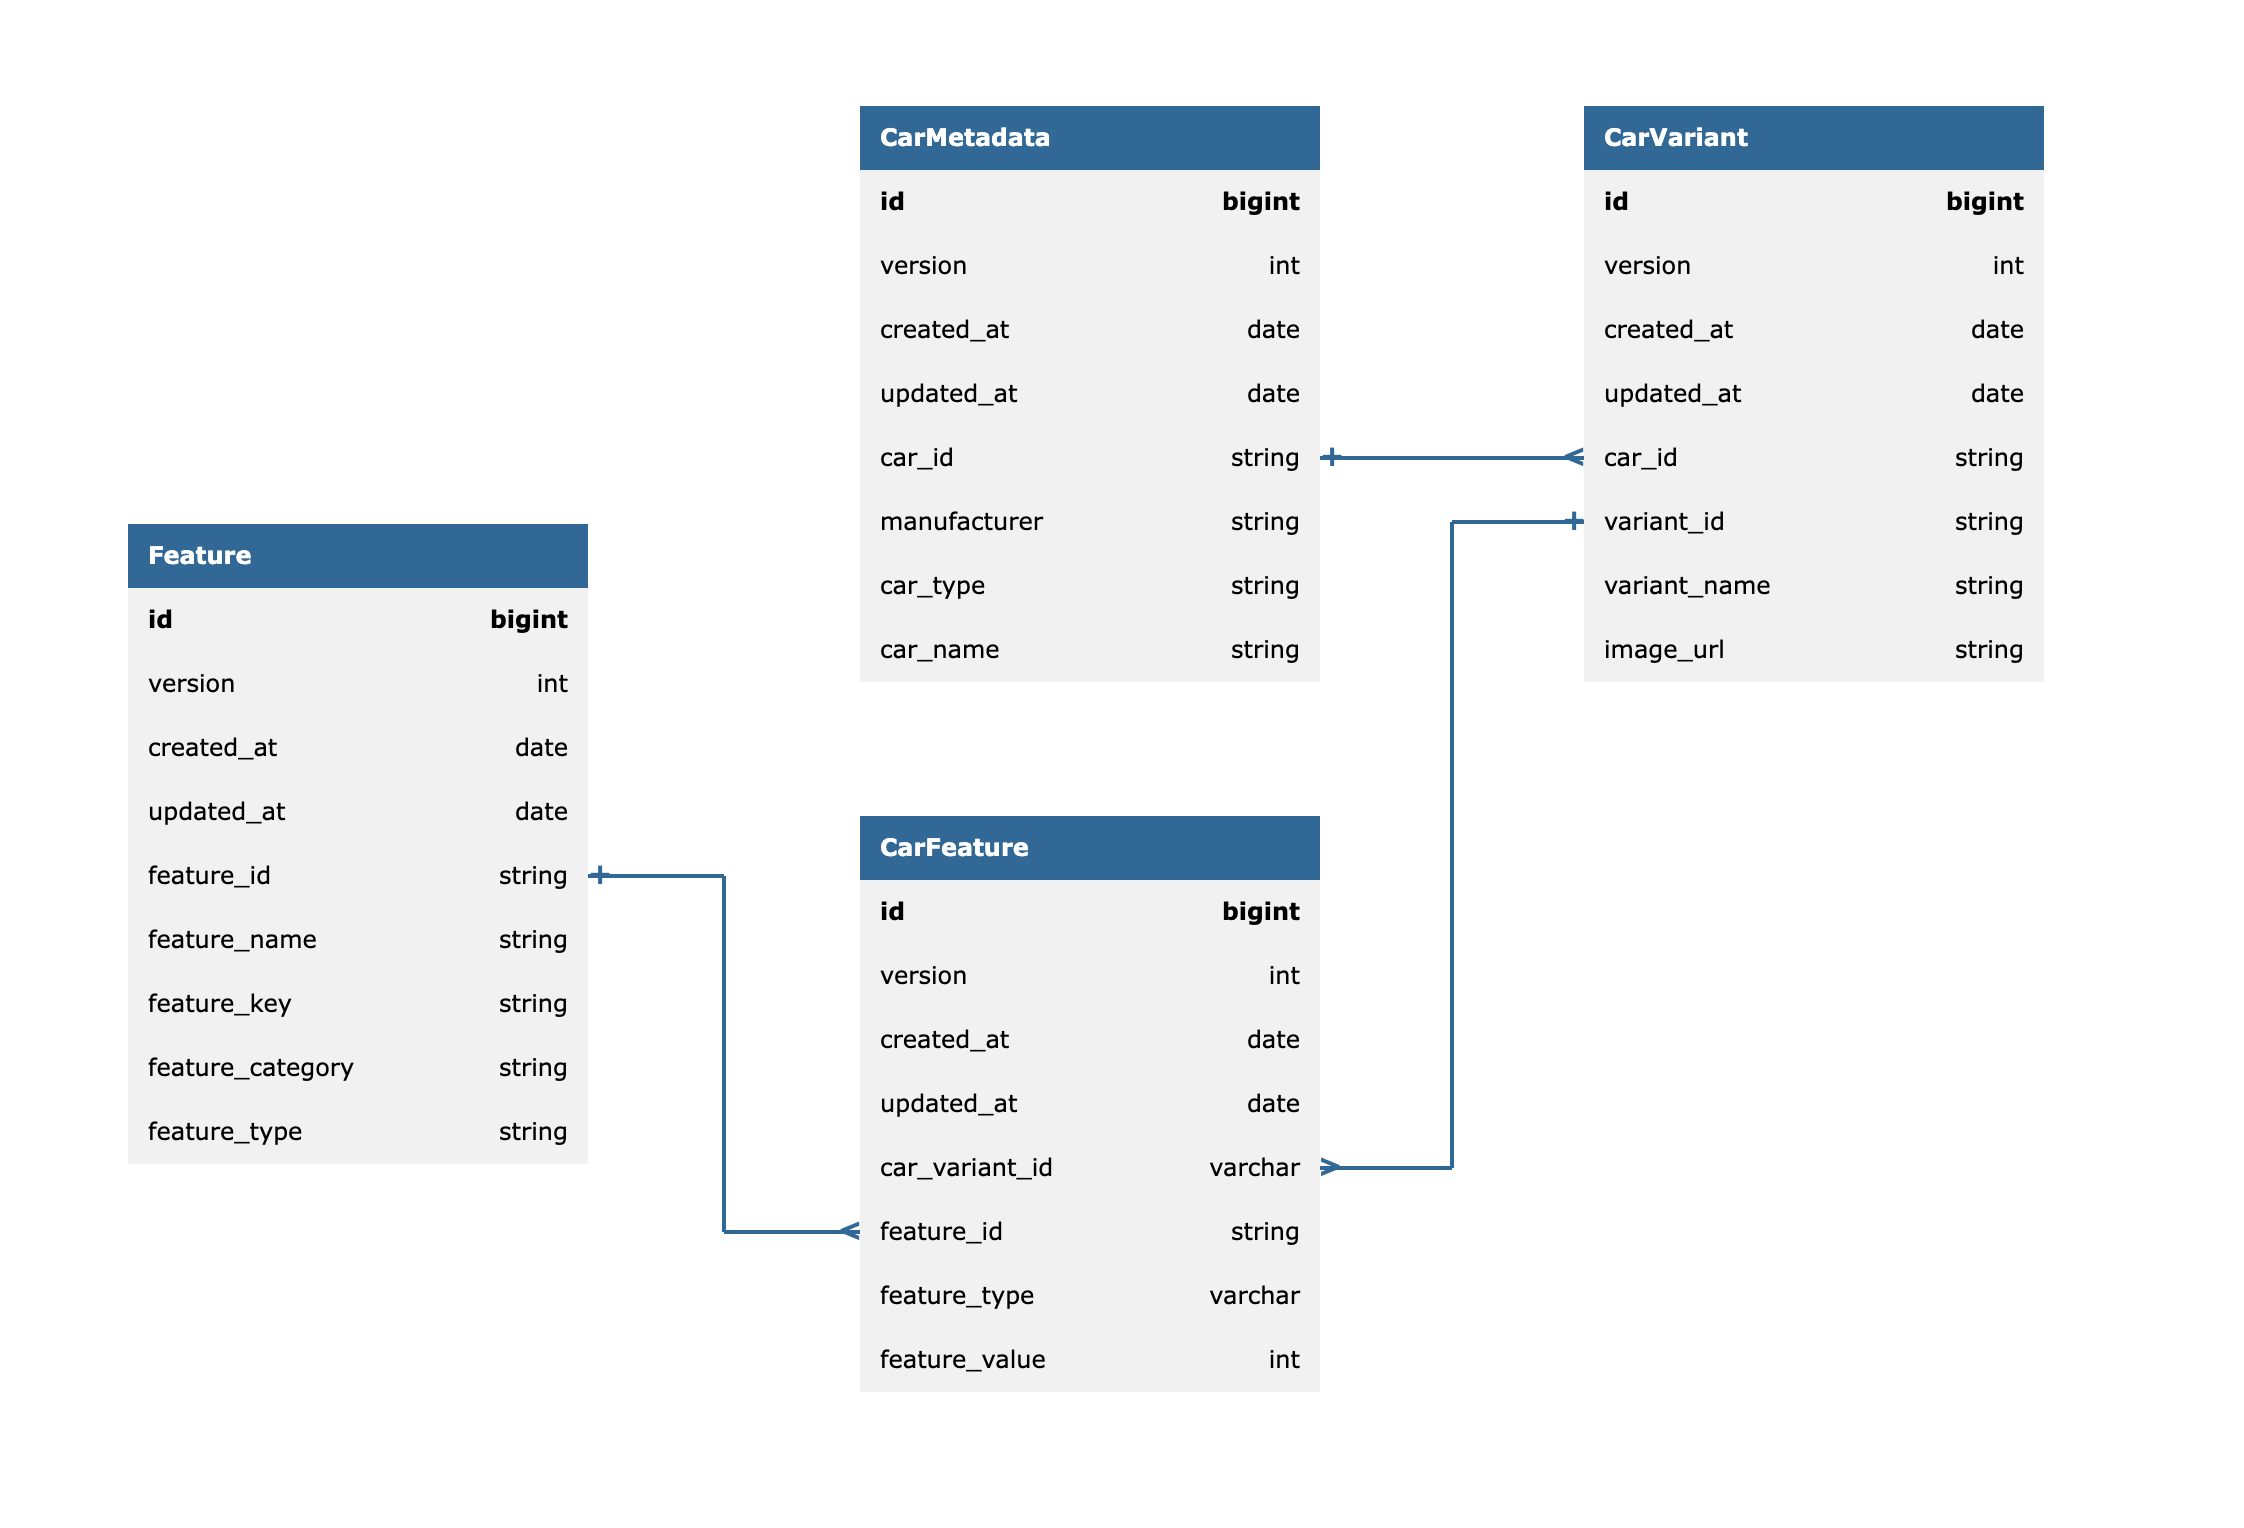 CarMetadata
id bigint
version int
created_at date
updated_at date
car_id string
manufacturer string
car_type string
car_name string
CarVariant
id bigint
version int
created_at date
updated_at date
car_id string
variant_id string
variant_name string
image_url string
Feature
id bigint
version int
created_at date
updated_at date
feature_id string
feature_name string
feature_key string
feature_category string
feature_type string
CarFeature
id bigint
version int
created_at date
updated_at date
car_variant_id varchar
feature_id string
feature_type varchar
feature_value int